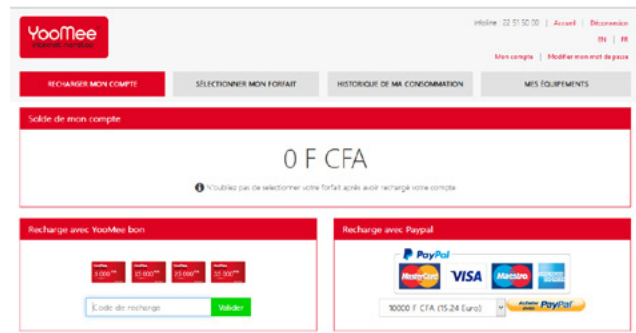 YooMee
internet nonstop
Infoline : 22 51 50 00 | Accueil | Déconnexion
EN | FR
Mon compte | Modifier mon mot de passe
RECHARGER MON COMPTE
SÉLECTIONNER MON FORFAIT
HISTORIQUE DE MA CONSOMMATION
MES ÉQUIPEMENTS
Solde de mon compte
0 F CFA
N'oubliez pas de selectionner votre forfait après avoir rechargé votre compte
Recharge avec YooMee bon
Code de recharge
Valider
Recharge avec Paypal
PayPal
MasterCard VISA Maestro
10000 F CFA (15.24 Euro)
Acheter avec PayPal